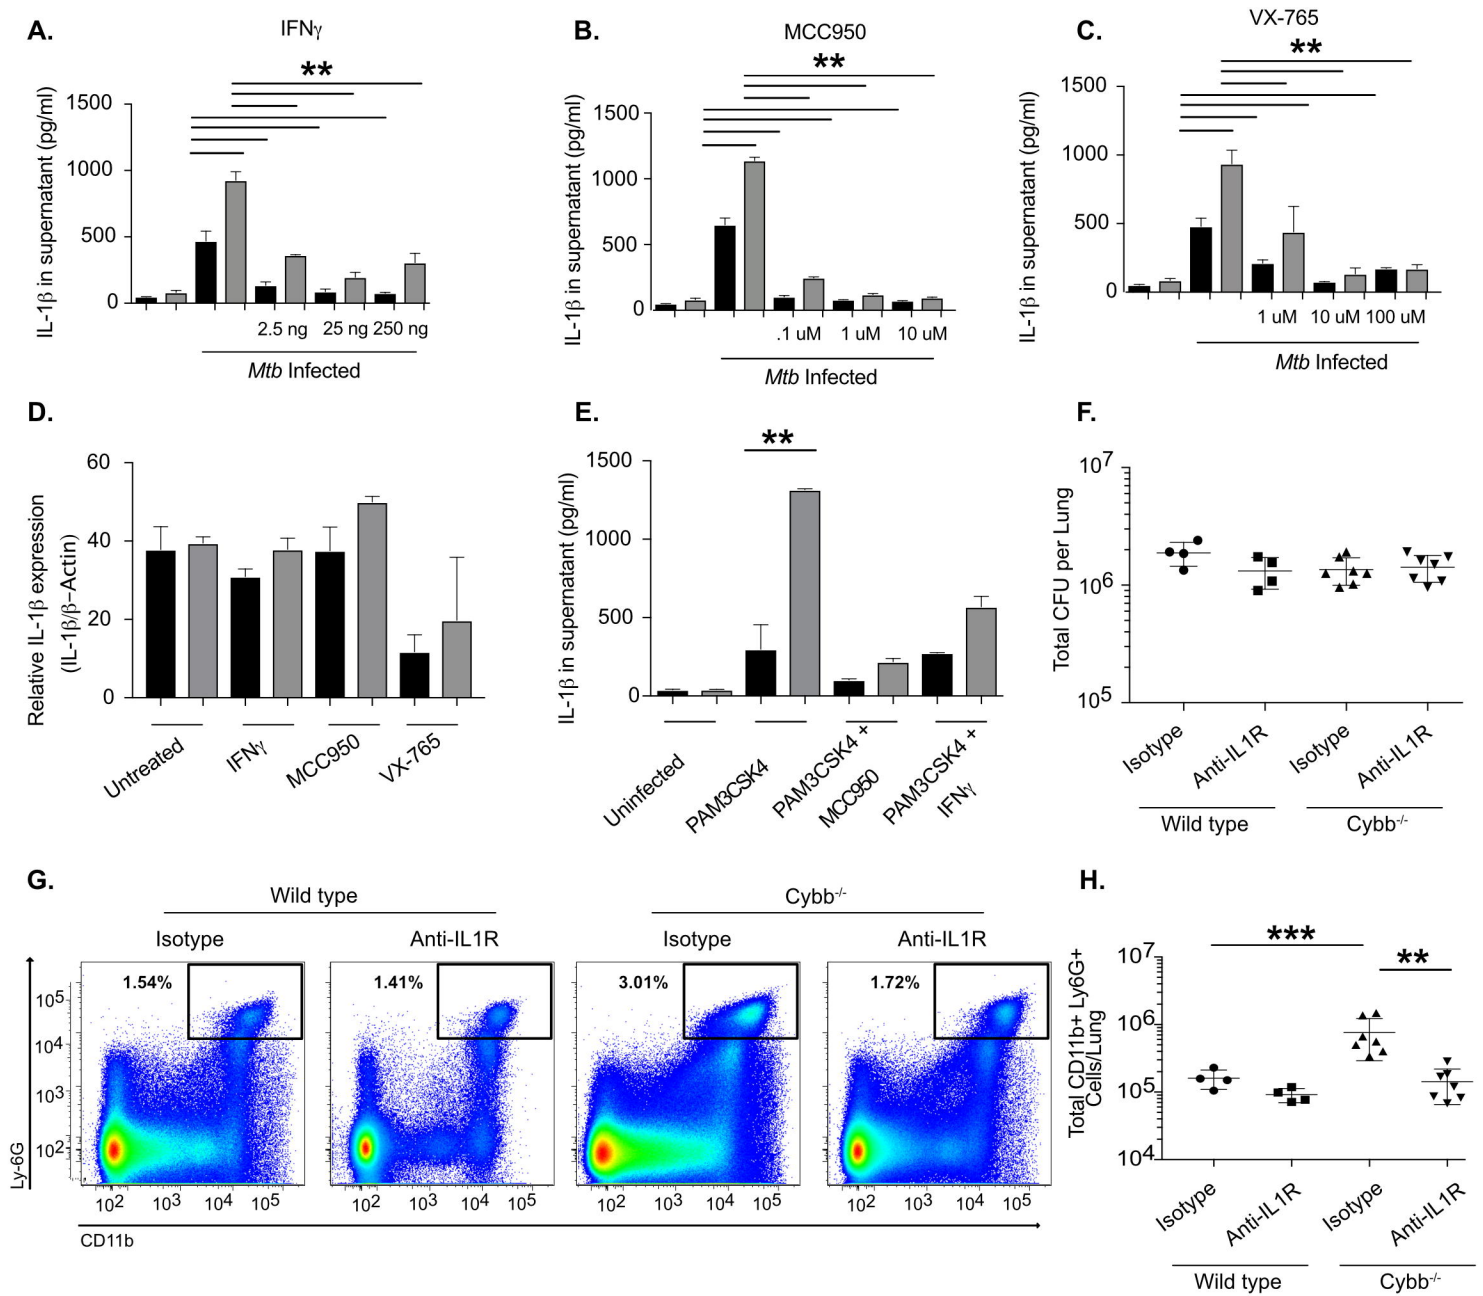 A.
IFNγ
**
IL-1β in supernatant (pg/ml)
1500
1000
500
0
2.5 ng 25 ng 250 ng
Mtb Infected
B.
MCC950
**
IL-1β in supernatant (pg/ml)
1500
1000
500
0
.1 uM 1 uM 10 uM
Mtb Infected
C.
VX-765
**
IL-1β in supernatant (pg/ml)
1500
1000
500
0
1 uM 10 uM 100 uM
Mtb Infected
D.
Relative IL-1β expression
(IL-1β/β-Actin)
60
40
20
0
Untreated
IFNγ
MCC950
VX-765
E.
**
IL-1β in supernatant (pg/ml)
1500
1000
500
0
Uninfected
PAM3CSK4
PAM3CSK4 +
MCC950
PAM3CSK4 +
IFNγ
F.
Total CFU per Lung
10⁷
10⁶
10⁵
Isotype
Anti-IL1R
Isotype
Anti-IL1R
Wild type
Cybb⁻/⁻
G.
Wild type
Cybb⁻/⁻
Isotype
Anti-IL1R
Isotype
Anti-IL1R
1.54%
1.41%
3.01%
1.72%
Ly-6G
10⁵
10⁴
10³
10²
10² 10³ 10⁴ 10⁵
10² 10³ 10⁴ 10⁵
10² 10³ 10⁴ 10⁵
10² 10³ 10⁴ 10⁵
CD11b
H.
***
**
Total CD11b+ Ly6G+
Cells/Lung
10⁷
10⁶
10⁵
10⁴
Isotype
Anti-IL1R
Isotype
Anti-IL1R
Wild type
Cybb⁻/⁻